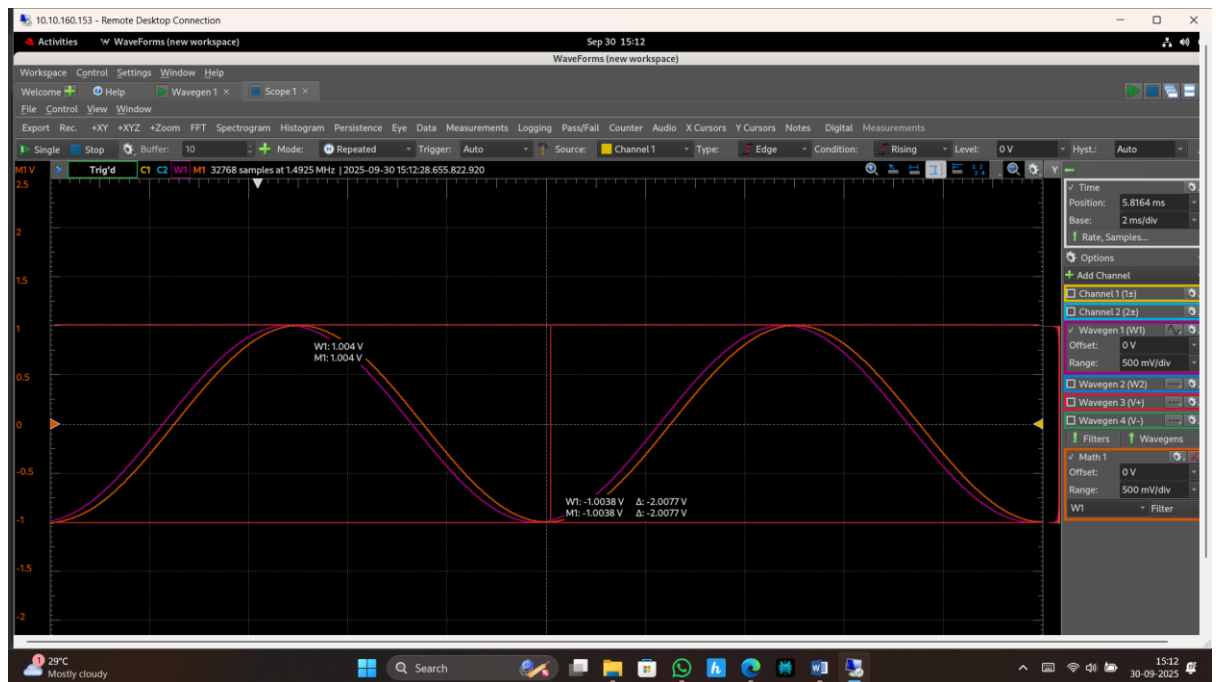 10.10.160.153 - Remote Desktop Connection
Activities WaveForms (new workspace) Sep 30 15:12
WaveForms (new workspace)
Workspace Control Settings Window Help
Welcome Help Wavegen 1 × Scope 1 ×
File Control View Window
Export Rec. +XY +XYZ +Zoom FFT Spectrogram Histogram Persistence Eye Data Measurements Logging Pass/Fail Counter Audio X Cursors Y Cursors Notes Digital Measurements
Single Stop Buffer: 10 Mode: Repeated Trigger: Auto Source: Channel 1 Type: Edge Condition: Rising Level: 0 V Hyst.: Auto
M1 V Trig'd C1 C2 W1 M1 32768 samples at 1.4925 MHz | 2025-09-30 15:12:28.655.822.920 Y
2.5
2
1.5
1
0.5
0
-0.5
-1
-1.5
-2
W1: 1.004 V
M1: 1.004 V
W1: -1.0038 V Δ: -2.0077 V
M1: -1.0038 V Δ: -2.0077 V
Time
Position: 5.8164 ms
Base: 2 ms/div
Rate, Samples...
Options
Add Channel
Channel 1 (1±)
Channel 2 (2±)
Wavegen 1 (W1)
Offset: 0 V
Range: 500 mV/div
Wavegen 2 (W2)
Wavegen 3 (V+)
Wavegen 4 (V-)
Filters Wavegens
Math 1
Offset: 0 V
Range: 500 mV/div
W1 Filter
1
29°C
Mostly cloudy
Search
15:12
30-09-2025